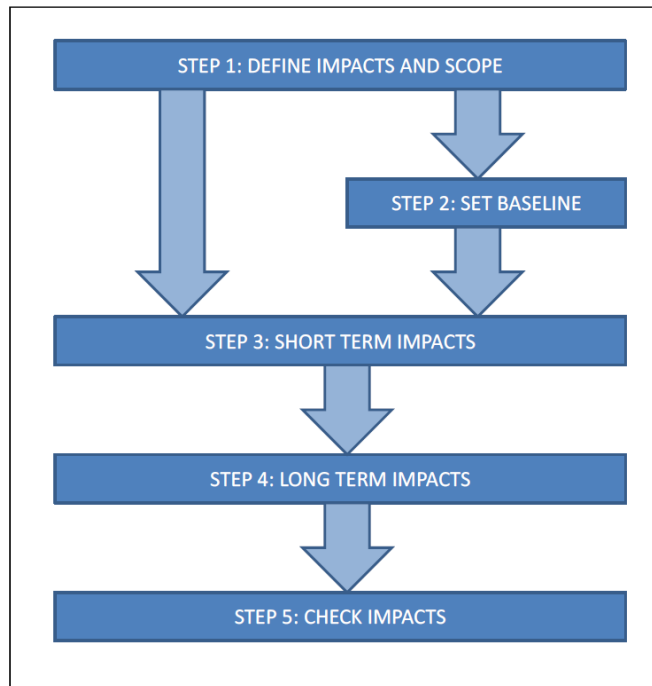 STEP 1: DEFINE IMPACTS AND SCOPE
STEP 2: SET BASELINE
STEP 3: SHORT TERM IMPACTS
STEP 4: LONG TERM IMPACTS
STEP 5: CHECK IMPACTS